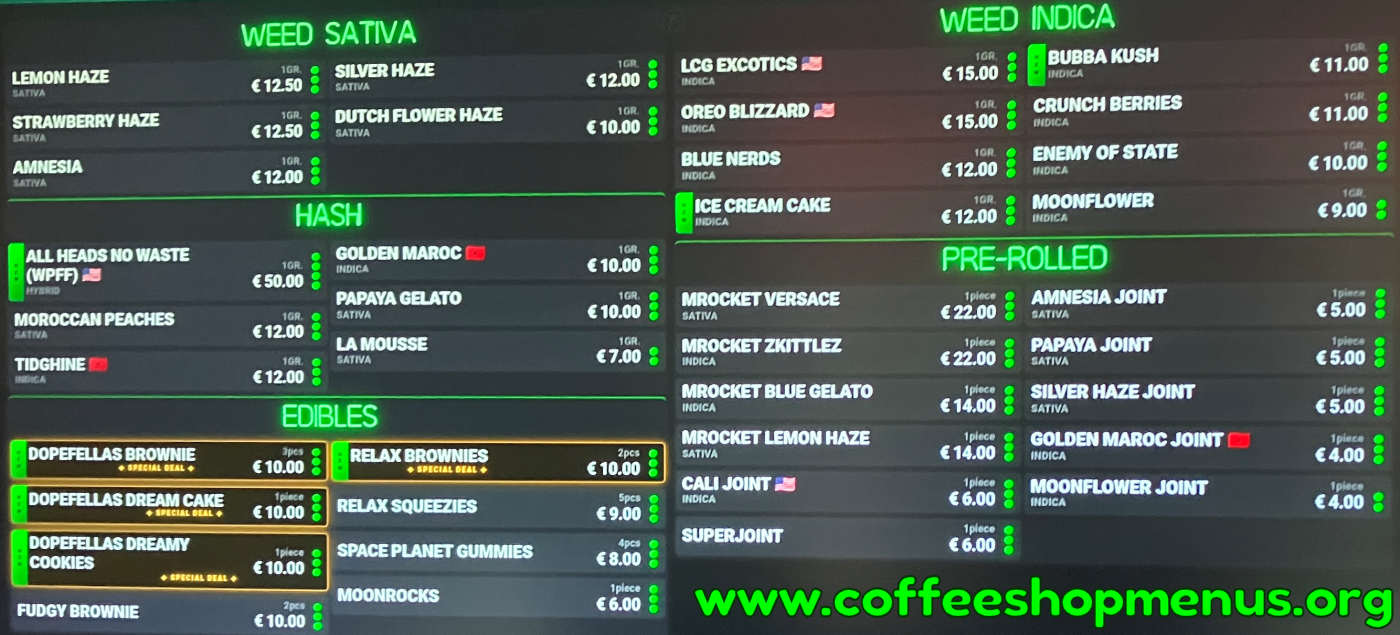 WEED SATIVA
LEMON HAZE
SATIVA
1GR.
€ 12.50
STRAWBERRY HAZE
SATIVA
1GR.
€ 12.50
AMNESIA
SATIVA
1GR.
€ 12.00
SILVER HAZE
SATIVA
1GR.
€ 12.00
DUTCH FLOWER HAZE
SATIVA
1GR.
€ 10.00
HASH
ALL HEADS NO WASTE
(WPFF)
HYBRID
1GR.
€ 50.00
MOROCCAN PEACHES
SATIVA
1GR.
€ 12.00
TIDGHINE
INDICA
1GR.
€ 12.00
GOLDEN MAROC
INDICA
1GR.
€ 10.00
PAPAYA GELATO
SATIVA
1GR.
€ 10.00
LA MOUSSE
SATIVA
1GR.
€ 7.00
EDIBLES
DOPEFELLAS BROWNIE
SPECIAL DEAL
3pcs
€ 10.00
DOPEFELLAS DREAM CAKE
SPECIAL DEAL
1piece
€ 10.00
DOPEFELLAS DREAMY
COOKIES
SPECIAL DEAL
1piece
€ 10.00
FUDGY BROWNIE
2pcs
€ 10.00
RELAX BROWNIES
SPECIAL DEAL
2pcs
€ 10.00
RELAX SQUEEZIES
5pcs
€ 9.00
SPACE PLANET GUMMIES
4pcs
€ 8.00
MOONROCKS
1piece
€ 6.00
WEED INDICA
LCG EXCOTICS
INDICA
1GR.
€ 15.00
OREO BLIZZARD
INDICA
1GR.
€ 15.00
BLUE NERDS
INDICA
1GR.
€ 12.00
ICE CREAM CAKE
INDICA
1GR.
€ 12.00
BUBBA KUSH
INDICA
1GR.
€ 11.00
CRUNCH BERRIES
INDICA
1GR.
€ 11.00
ENEMY OF STATE
INDICA
1GR.
€ 10.00
MOONFLOWER
INDICA
1GR.
€ 9.00
PRE-ROLLED
MROCKET VERSACE
SATIVA
1piece
€ 22.00
MROCKET ZKITTLEZ
INDICA
1piece
€ 22.00
MROCKET BLUE GELATO
INDICA
1piece
€ 14.00
MROCKET LEMON HAZE
SATIVA
1piece
€ 14.00
CALI JOINT
INDICA
1piece
€ 6.00
SUPERJOINT
1piece
€ 6.00
AMNESIA JOINT
SATIVA
1piece
€ 5.00
PAPAYA JOINT
SATIVA
1piece
€ 5.00
SILVER HAZE JOINT
SATIVA
1piece
€ 5.00
GOLDEN MAROC JOINT
INDICA
1piece
€ 4.00
MOONFLOWER JOINT
INDICA
1piece
€ 4.00
www.coffeeshopmenus.org